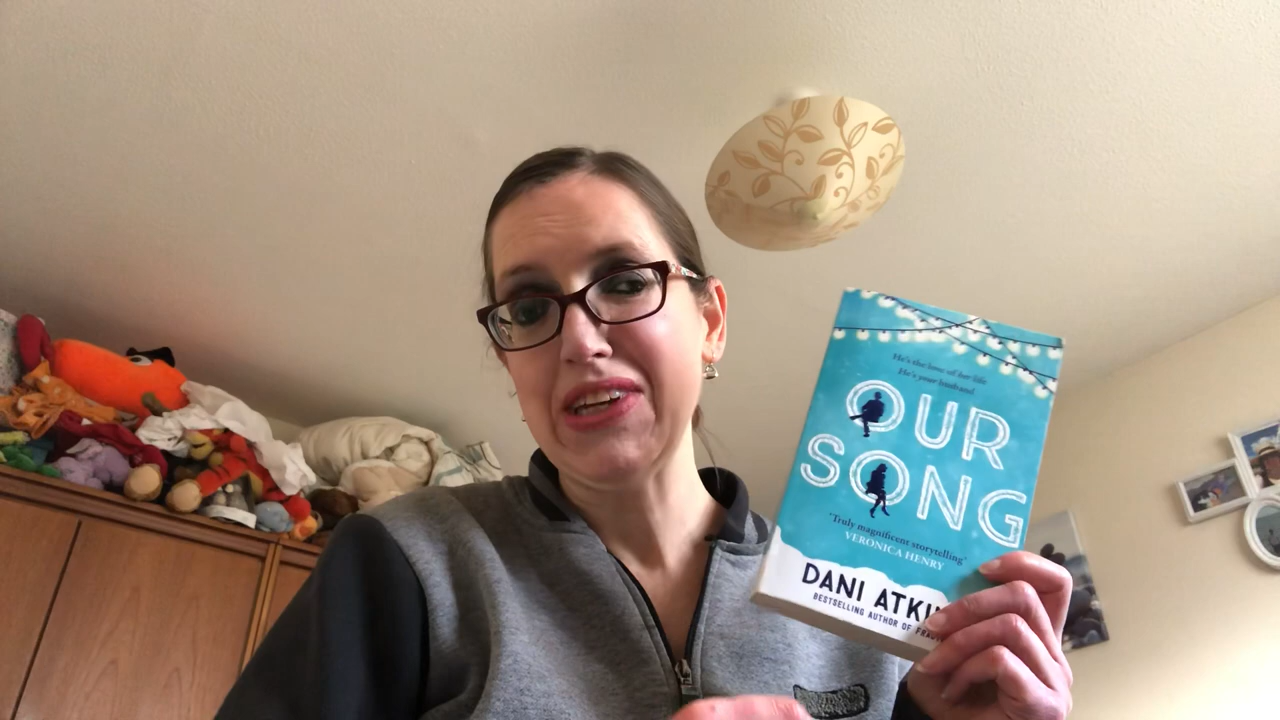 He's the love of her life
He's your husband
OUR
SONG
'Truly magnificent storytelling'
VERONICA HENRY
DANI ATKI
BESTSELLING AUTHOR OF FRA